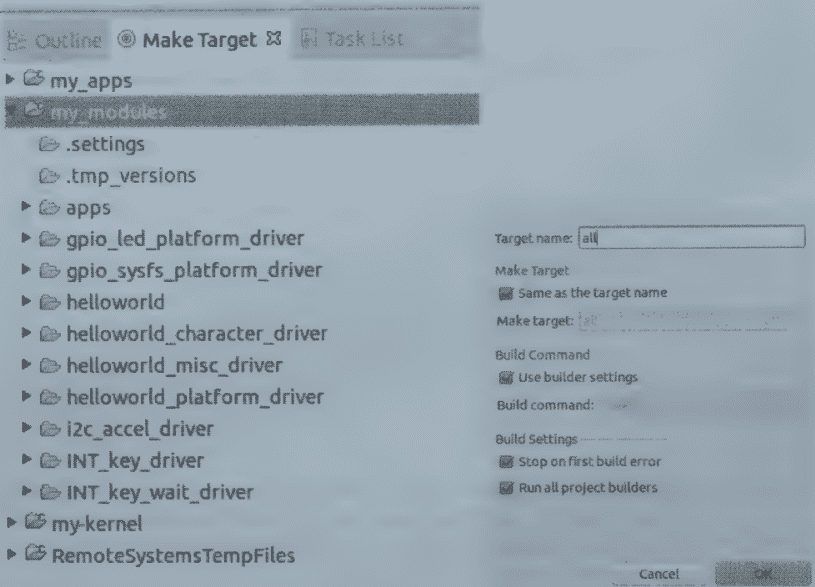 Outline Make Target Task List
my_apps
my_modules
.settings
.tmp_versions
apps
gpio_led_platform_driver
gpio_sysfs_platform_driver
helloworld
helloworld_character_driver
helloworld_misc_driver
helloworld_platform_driver
i2c_accel_driver
INT_key_driver
INT_key_wait_driver
my-kernel
RemoteSystemsTempFiles
Target name: all
Make Target
Same as the target name
Make target: all
Build Command
Use builder settings
Build command:
Build Settings
Stop on first build error
Run all project builders
Cancel OK